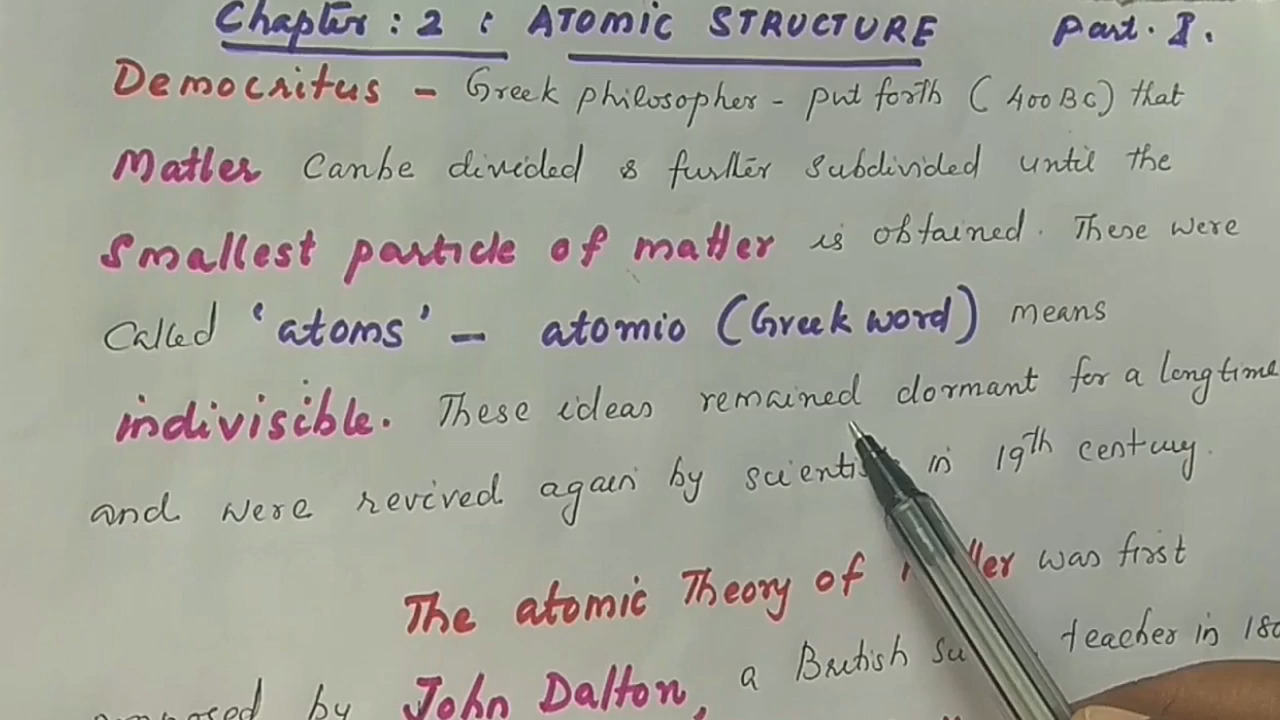 Chapter : 2 : ATOMIC STRUCTURE Part. I.
Democritus - Greek philosopher - put forth (400 BC) that
Matter Canbe divided & further subdivided until the
Smallest particle of matter is obtained. These were
Called 'atoms' - atomio (Greek word) means
indivisible. These ideas remained dormant for a long time
and were revived again by in 19th century.
The atomic Theory of was first
by John Dalton, a British teacher in